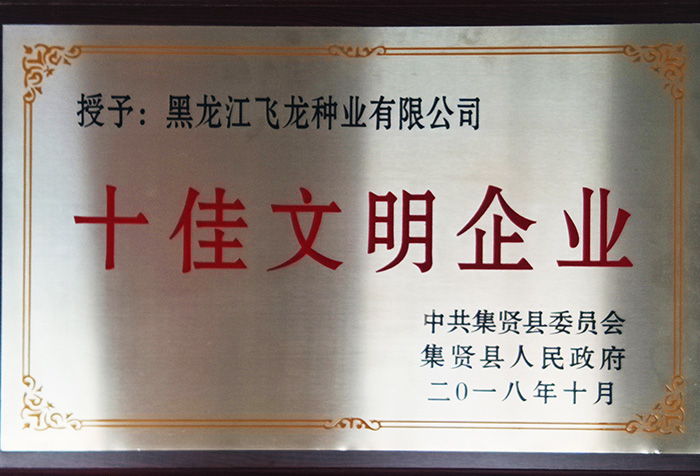 授予：黑龙江飞龙种业有限公司
十佳文明企业
中共集贤县委员会
集贤县人民政府
二〇一八年十月